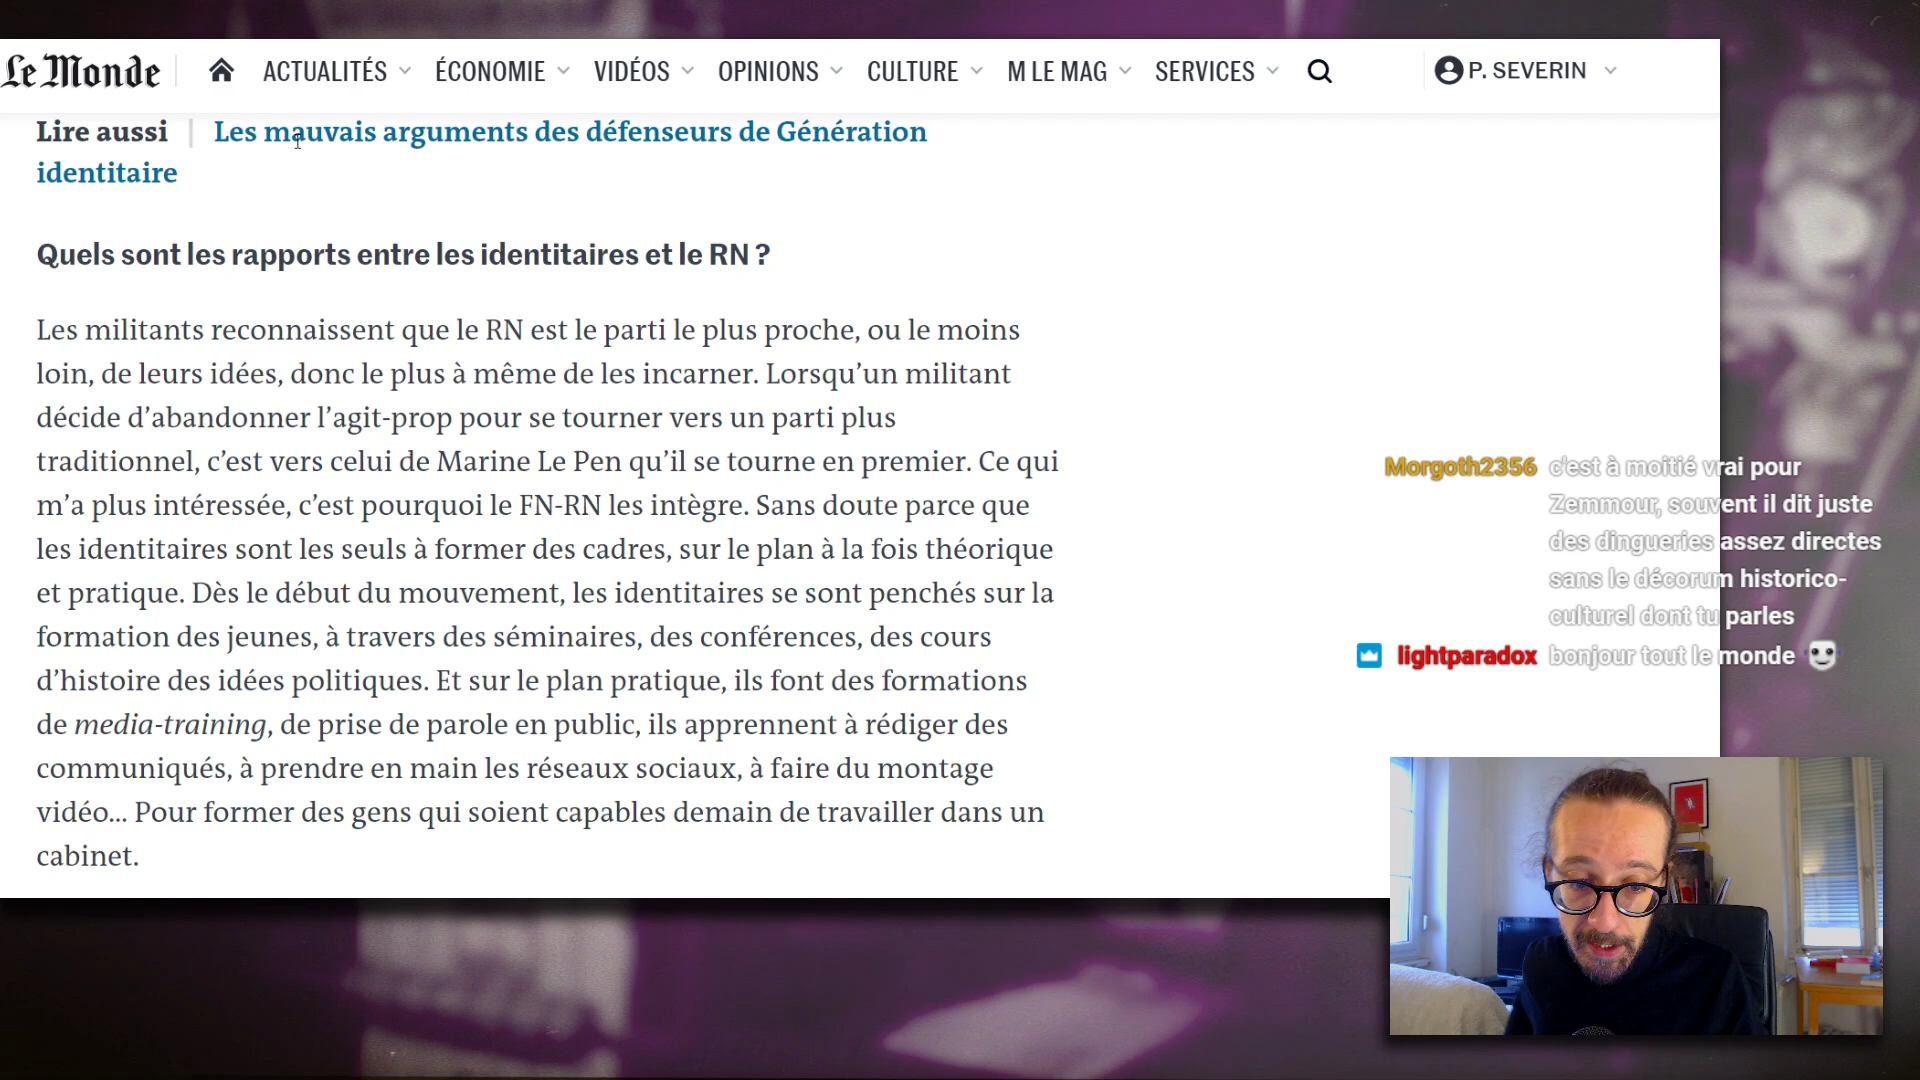 Le Monde ACTUALITÉS ÉCONOMIE VIDÉOS OPINIONS CULTURE M LE MAG SERVICES P. SEVERIN
Lire aussi | Les mauvais arguments des défenseurs de Génération
identitaire
Quels sont les rapports entre les identitaires et le RN ?
Les militants reconnaissent que le RN est le parti le plus proche, ou le moins
loin, de leurs idées, donc le plus à même de les incarner. Lorsqu’un militant
décide d’abandonner l’agit-prop pour se tourner vers un parti plus
traditionnel, c’est vers celui de Marine Le Pen qu’il se tourne en premier. Ce qui
m’a plus intéressée, c’est pourquoi le FN-RN les intègre. Sans doute parce que
les identitaires sont les seuls à former des cadres, sur le plan à la fois théorique
et pratique. Dès le début du mouvement, les identitaires se sont penchés sur la
formation des jeunes, à travers des séminaires, des conférences, des cours
d’histoire des idées politiques. Et sur le plan pratique, ils font des formations
de media-training, de prise de parole en public, ils apprennent à rédiger des
communiqués, à prendre en main les réseaux sociaux, à faire du montage
vidéo… Pour former des gens qui soient capables demain de travailler dans un
cabinet.
Morgoth2356 c'est à moitié vrai pour
Zemmour, souvent il dit juste
des dingueries assez directes
sans le décorum historico-
culturel dont tu parles
lightparadox bonjour tout le monde